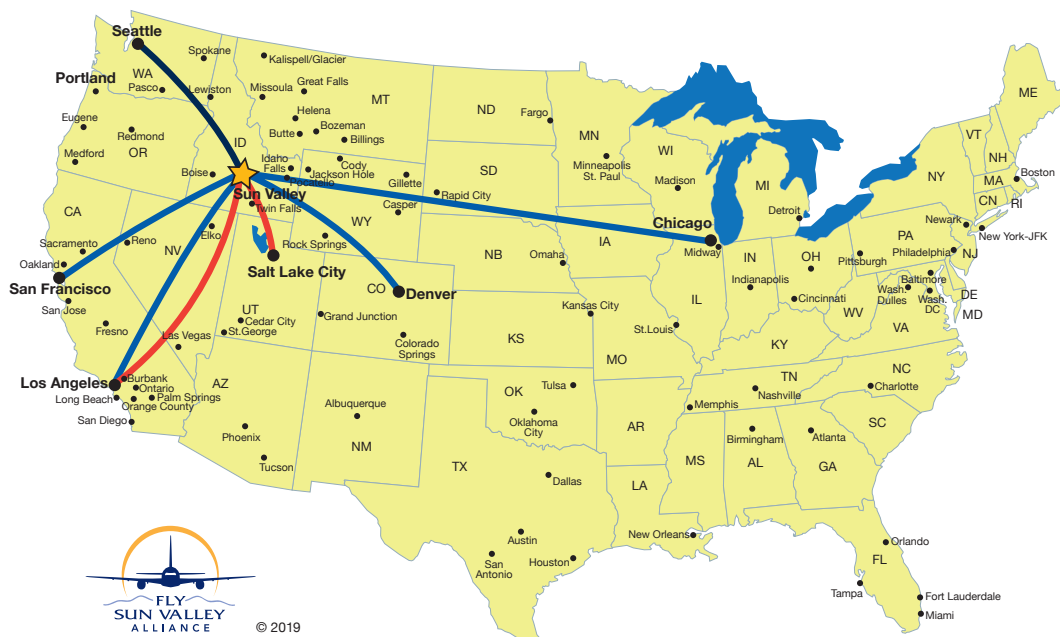 Seattle
Spokane
Kalispell/Glacier
WA
Pasco
Lewiston
Missoula
Great Falls
MT
ND
Fargo
MN
ME
Portland
Eugene
Redmond
OR
Medford
ID
Helena
Butte
Bozeman
Billings
Boise
Idaho
Falls
Pocatello
Jackson Hole
Cody
Gillette
SD
Rapid City
Minneapolis
St. Paul
WI
Madison
MI
Detroit
VT
NH
NY
MA
Boston
CN
RI
Sun Valley
Twin Falls
Casper
WY
CA
NV
Elko
Reno
Sacramento
Oakland
San Francisco
San Jose
Rock Springs
Salt Lake City
NB
Omaha
IA
Chicago
Midway
IN
Indianapolis
OH
Cincinnati
PA
Pittsburgh
Newark
New York-JFK
Philadelphia
NJ
Baltimore
Wash.
Dulles
Wash.
DC
DE
MD
WV
VA
CO
Denver
UT
Cedar City
St.George
Grand Junction
Colorado
Springs
Fresno
Las Vegas
KS
Kansas City
MO
St.Louis
IL
KY
Los Angeles
Burbank
Ontario
Long Beach
Palm Springs
Orange County
San Diego
AZ
Phoenix
Tucson
Albuquerque
NM
OK
Tulsa
Oklahoma
City
AR
TN
Memphis
Nashville
NC
Charlotte
SC
MS
AL
Birmingham
GA
Atlanta
TX
Dallas
LA
New Orleans
Austin
San
Antonio
Houston
FL
Orlando
Tampa
Fort Lauderdale
Miami
FLY
SUN VALLEY
ALLIANCE
© 2019